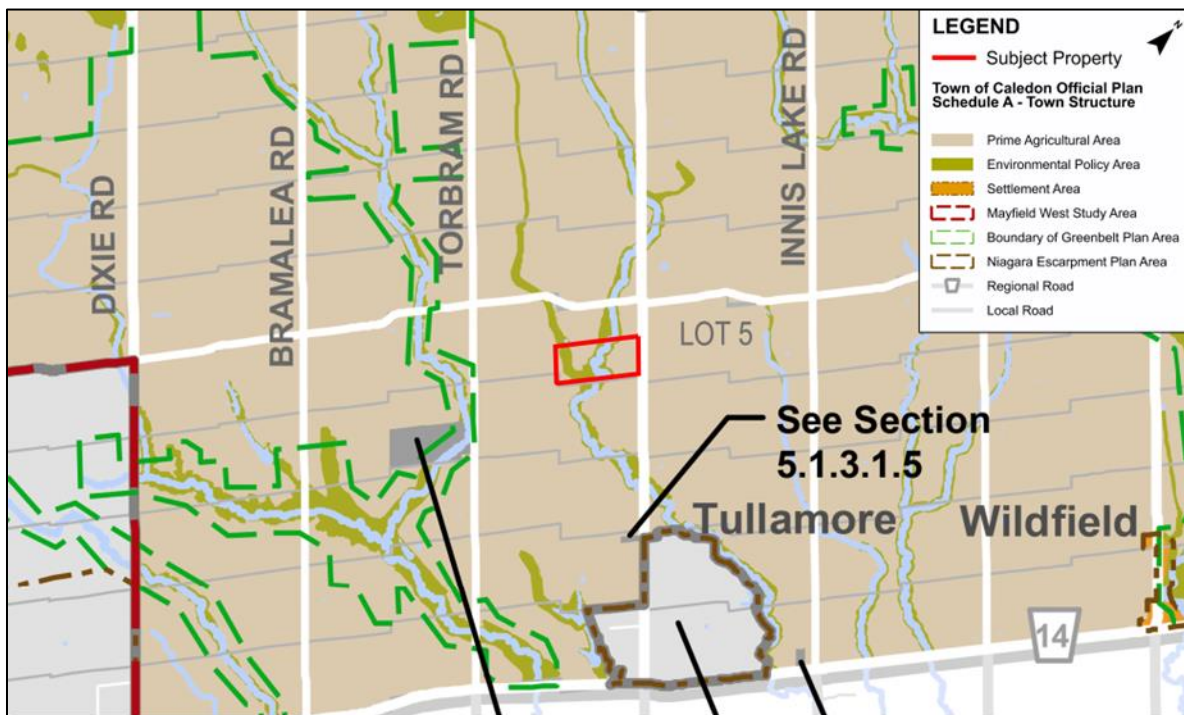 DIXIE RD
BRAMALEA RD
TORBRAM RD
INNIS LAKE RD
LOT 5
See Section
5.1.3.1.5
Tullamore
Wildfield
14
LEGEND
N
Subject Property
Town of Caledon Official Plan
Schedule A - Town Structure
Prime Agricultural Area
Environmental Policy Area
Settlement Area
Mayfield West Study Area
Boundary of Greenbelt Plan Area
Niagara Escarpment Plan Area
Regional Road
Local Road